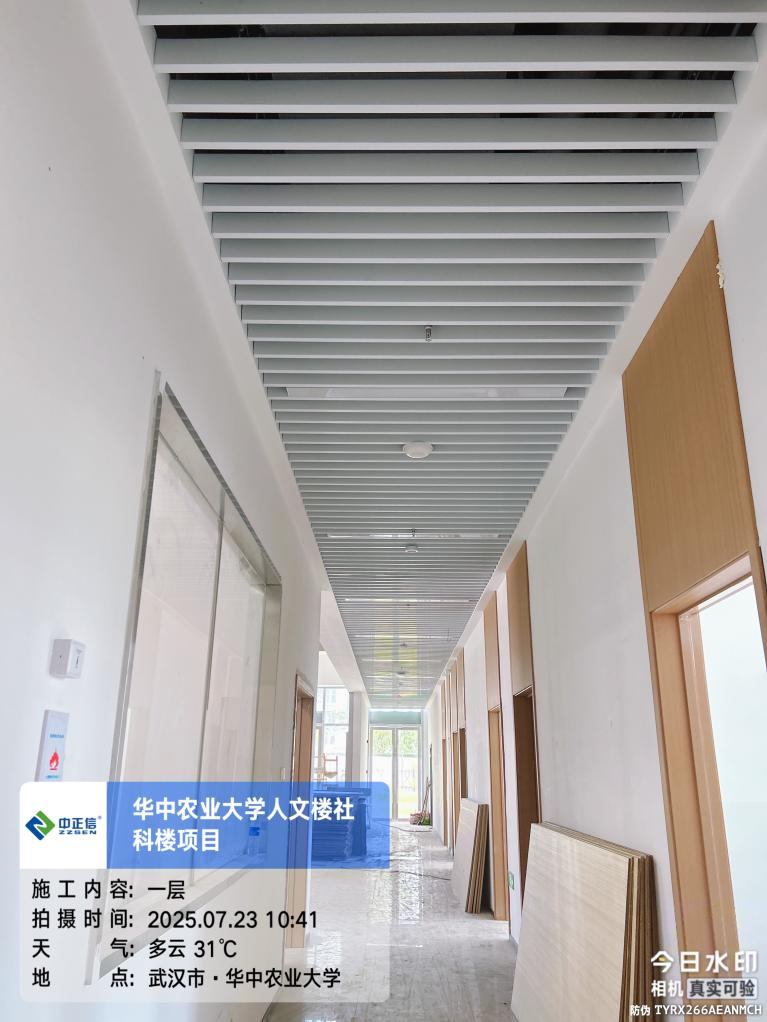 中正信®
ZZSEN
华中农业大学人文楼社
科楼项目
施工内容: 一层
拍摄时间: 2025.07.23 10:41
天气: 多云 31℃
地点: 武汉市·华中农业大学
今日水印
相机 真实可验
防伪 TYRX266AEANMCH